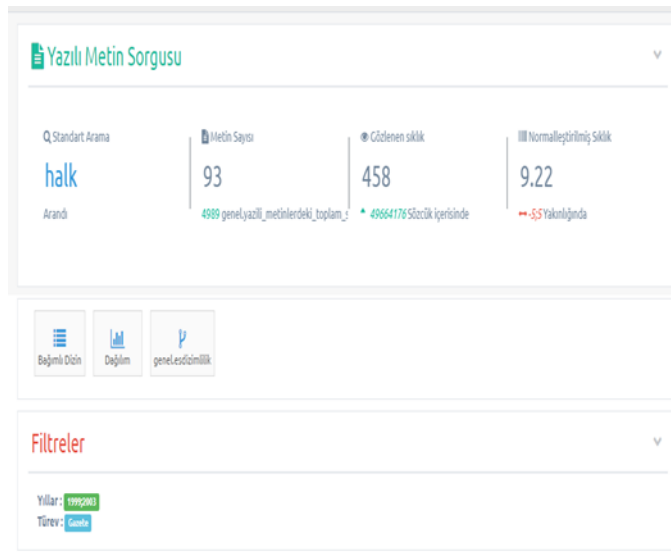 Yazılı Metin Sorgusu
Standart Arama
Metin Sayısı
Gözlenen sıklık
Normalleştirilmiş Sıklık
halk
93
458
9.22
Arandı
4989 genel.yazili_metinlerdeki_toplam_s
49664176 Sözcük içerisinde
-5;5 Yakınlığında
Bağımlı Dizin
Dağılım
genel.esdizimlilik
Filtreler
Yıllar : 1999;2003
Türev : Gazete